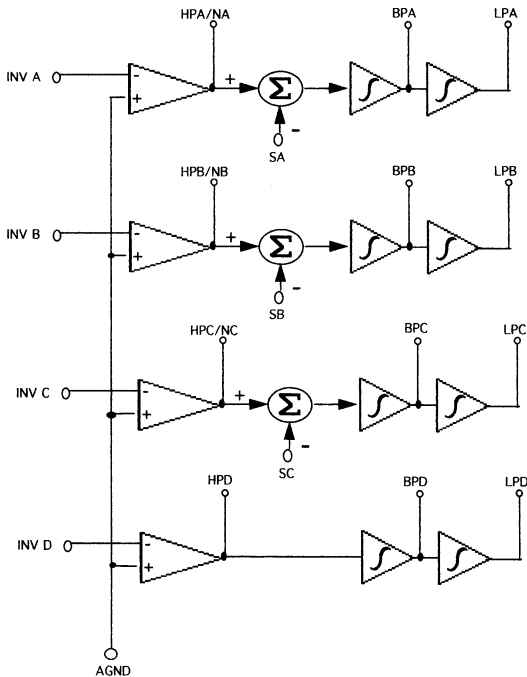 HPA/NA BPA LPA
INV A - + + Σ ∫ ∫
-
SA
HPB/NB BPB LPB
INV B - + + Σ ∫ ∫
-
SB
HPC/NC BPC LPC
INV C - + + Σ ∫ ∫
-
SC
HPD BPD LPD
INV D - + ∫ ∫
AGND